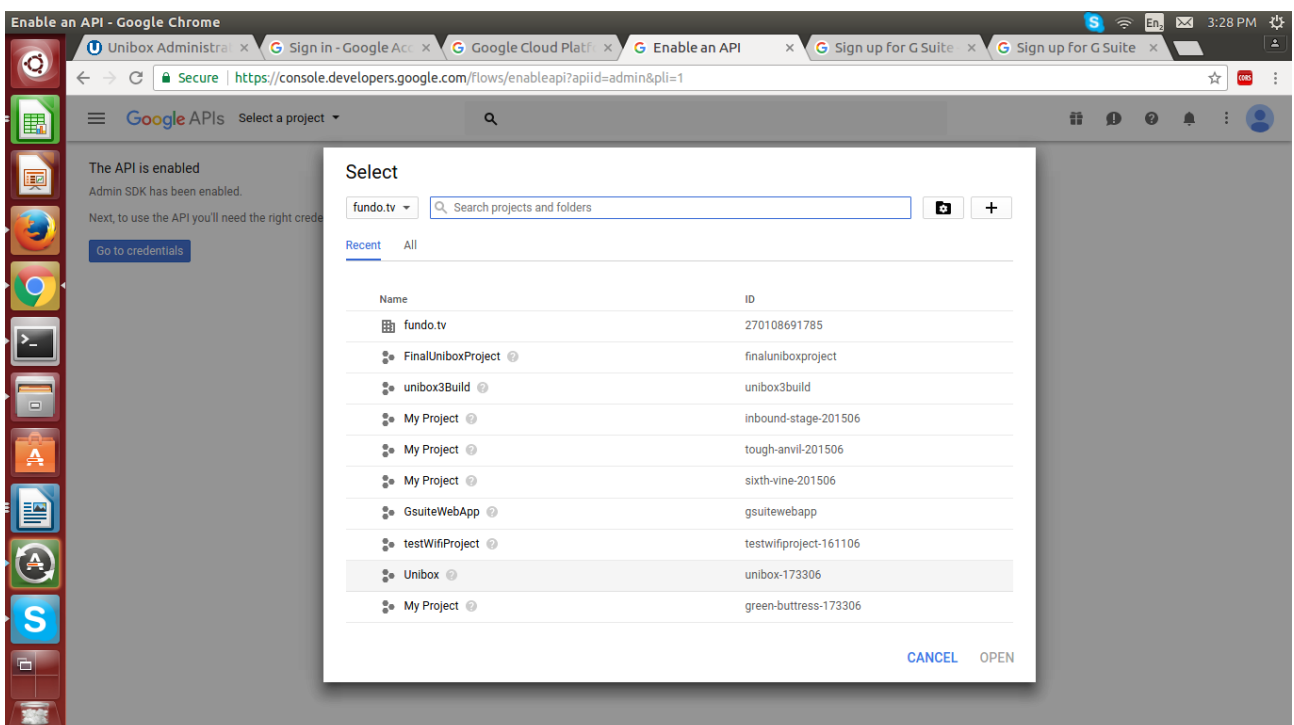 Enable an API - Google Chrome
S
En2
3:28 PM
Unibox Administra ×
G Sign in - Google Acc ×
G Google Cloud Platf ×
G Enable an API ×
G Sign up for G Suite ×
G Sign up for G Suite ×
Secure | https://console.developers.google.com/flows/enableapi?apiid=admin&pli=1
CORS
Google APIs Select a project
The API is enabled
Admin SDK has been enabled.
Next, to use the API you'll need the right crede
Go to credentials
Select
fundo.tv
Search projects and folders
+
Recent All
Name ID
fundo.tv 270108691785
FinalUniboxProject ? finaluniboxproject
unibox3Build ? unibox3build
My Project ? inbound-stage-201506
My Project ? tough-anvil-201506
My Project ? sixth-vine-201506
GsuiteWebApp ? gsuitewebapp
testWifiProject ? testwifiproject-161106
Unibox ? unibox-173306
My Project ? green-buttress-173306
CANCEL OPEN